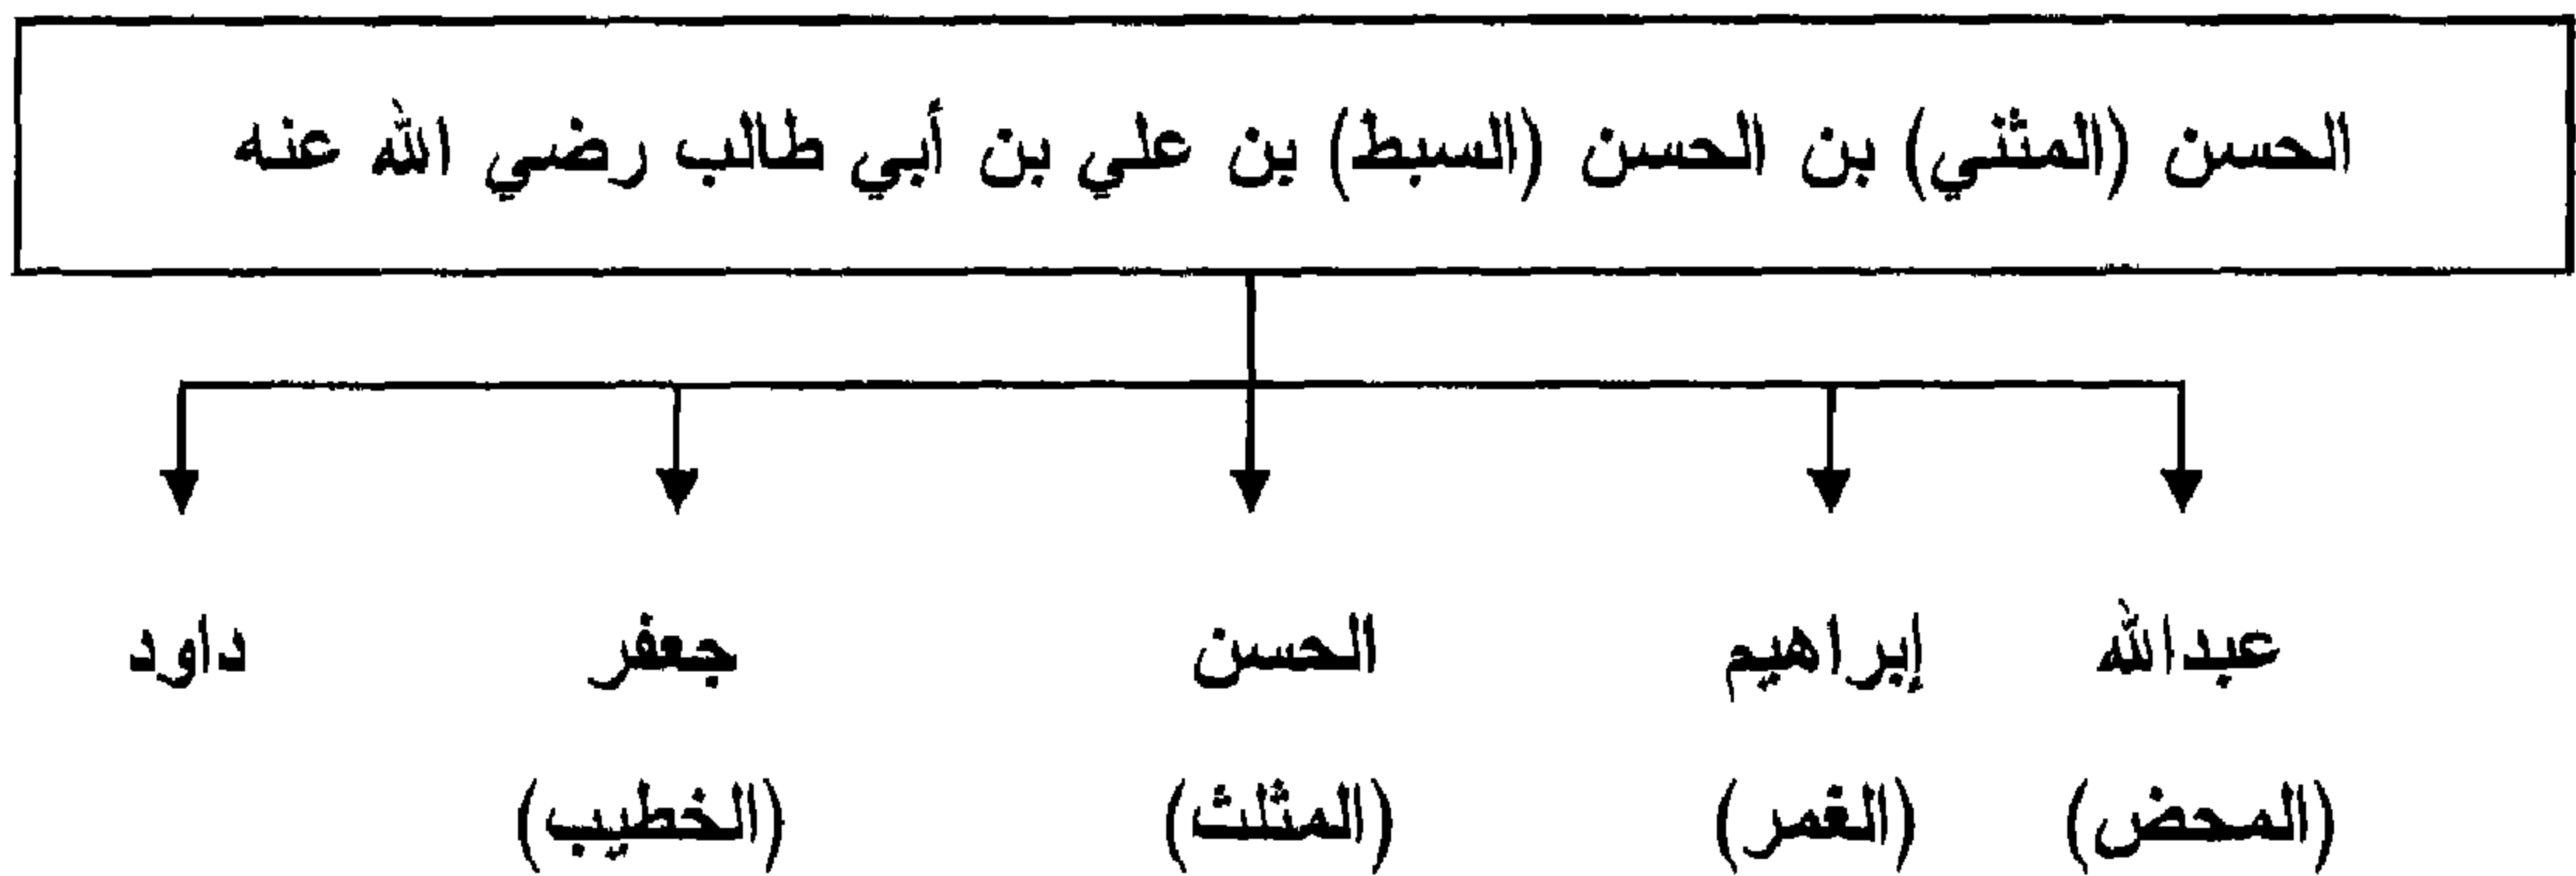 الحسن (المثني) بن الحسن (السبط) بن علي بن أبي طالب رضي الله عنه
عبدالله إبراهيم الحسن جعفر داود
(المحض) (الغمر) (المثلث) (الخطيب)